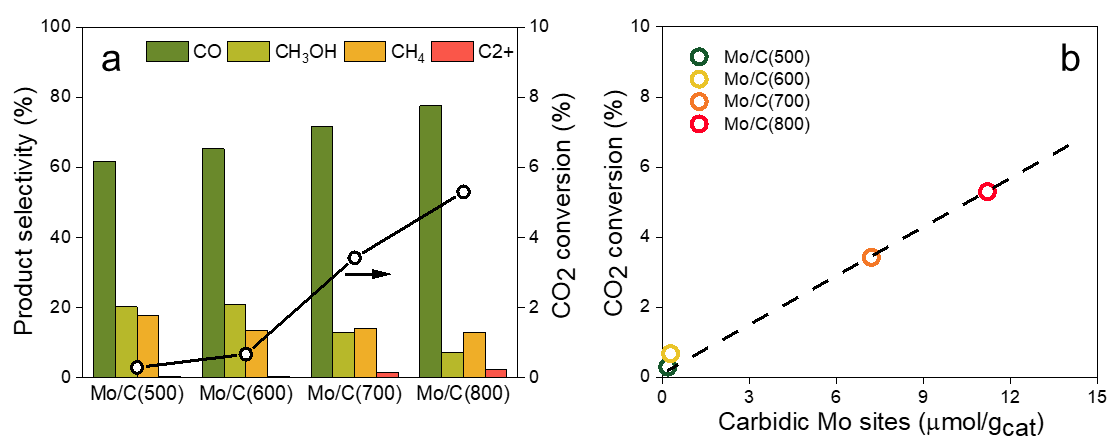 a
CO CH₃OH CH₄ C2+
Product selectivity (%)
100
80
60
40
20
0
10
8
6
4
2
0
CO2 conversion (%)
Mo/C(500) Mo/C(600) Mo/C(700) Mo/C(800)
b
Mo/C(500)
Mo/C(600)
Mo/C(700)
Mo/C(800)
CO2 conversion (%)
10
8
6
4
2
0
0 3 6 9 12 15
Carbidic Mo sites (μmol/gcat)